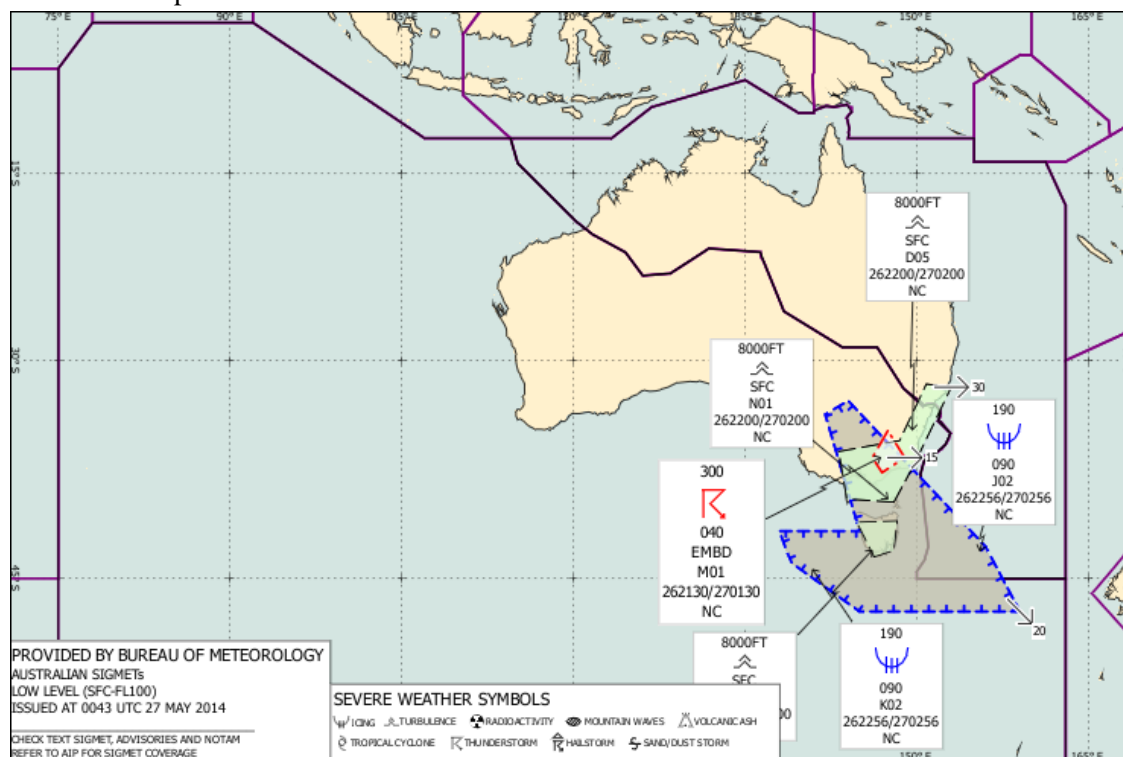 75° E
90° E
105° E
120° E
135° E
150° E
165° E
15° S
30° S
45° S
8000FT
SFC
D05
262200/270200
NC
8000FT
SFC
N01
262200/270200
NC
30
15
190
090
J02
262256/270256
NC
300
040
EMBD
M01
262130/270130
NC
20
8000FT
SFC
190
090
K02
262256/270256
NC
150° E
165° E
PROVIDED BY BUREAU OF METEOROLOGY
AUSTRALIAN SIGMETs
LOW LEVEL (SFC-FL100)
ISSUED AT 0043 UTC 27 MAY 2014
CHECK TEXT SIGMET, ADVISORIES AND NOTAM
REFER TO AIP FOR SIGMET COVERAGE
SEVERE WEATHER SYMBOLS
ICING TURBULENCE RADIOACTIVITY MOUNTAIN WAVES VOLCANIC ASH
TROPICAL CYCLONE THUNDERSTORM HAILSTORM SAND/DUST STORM